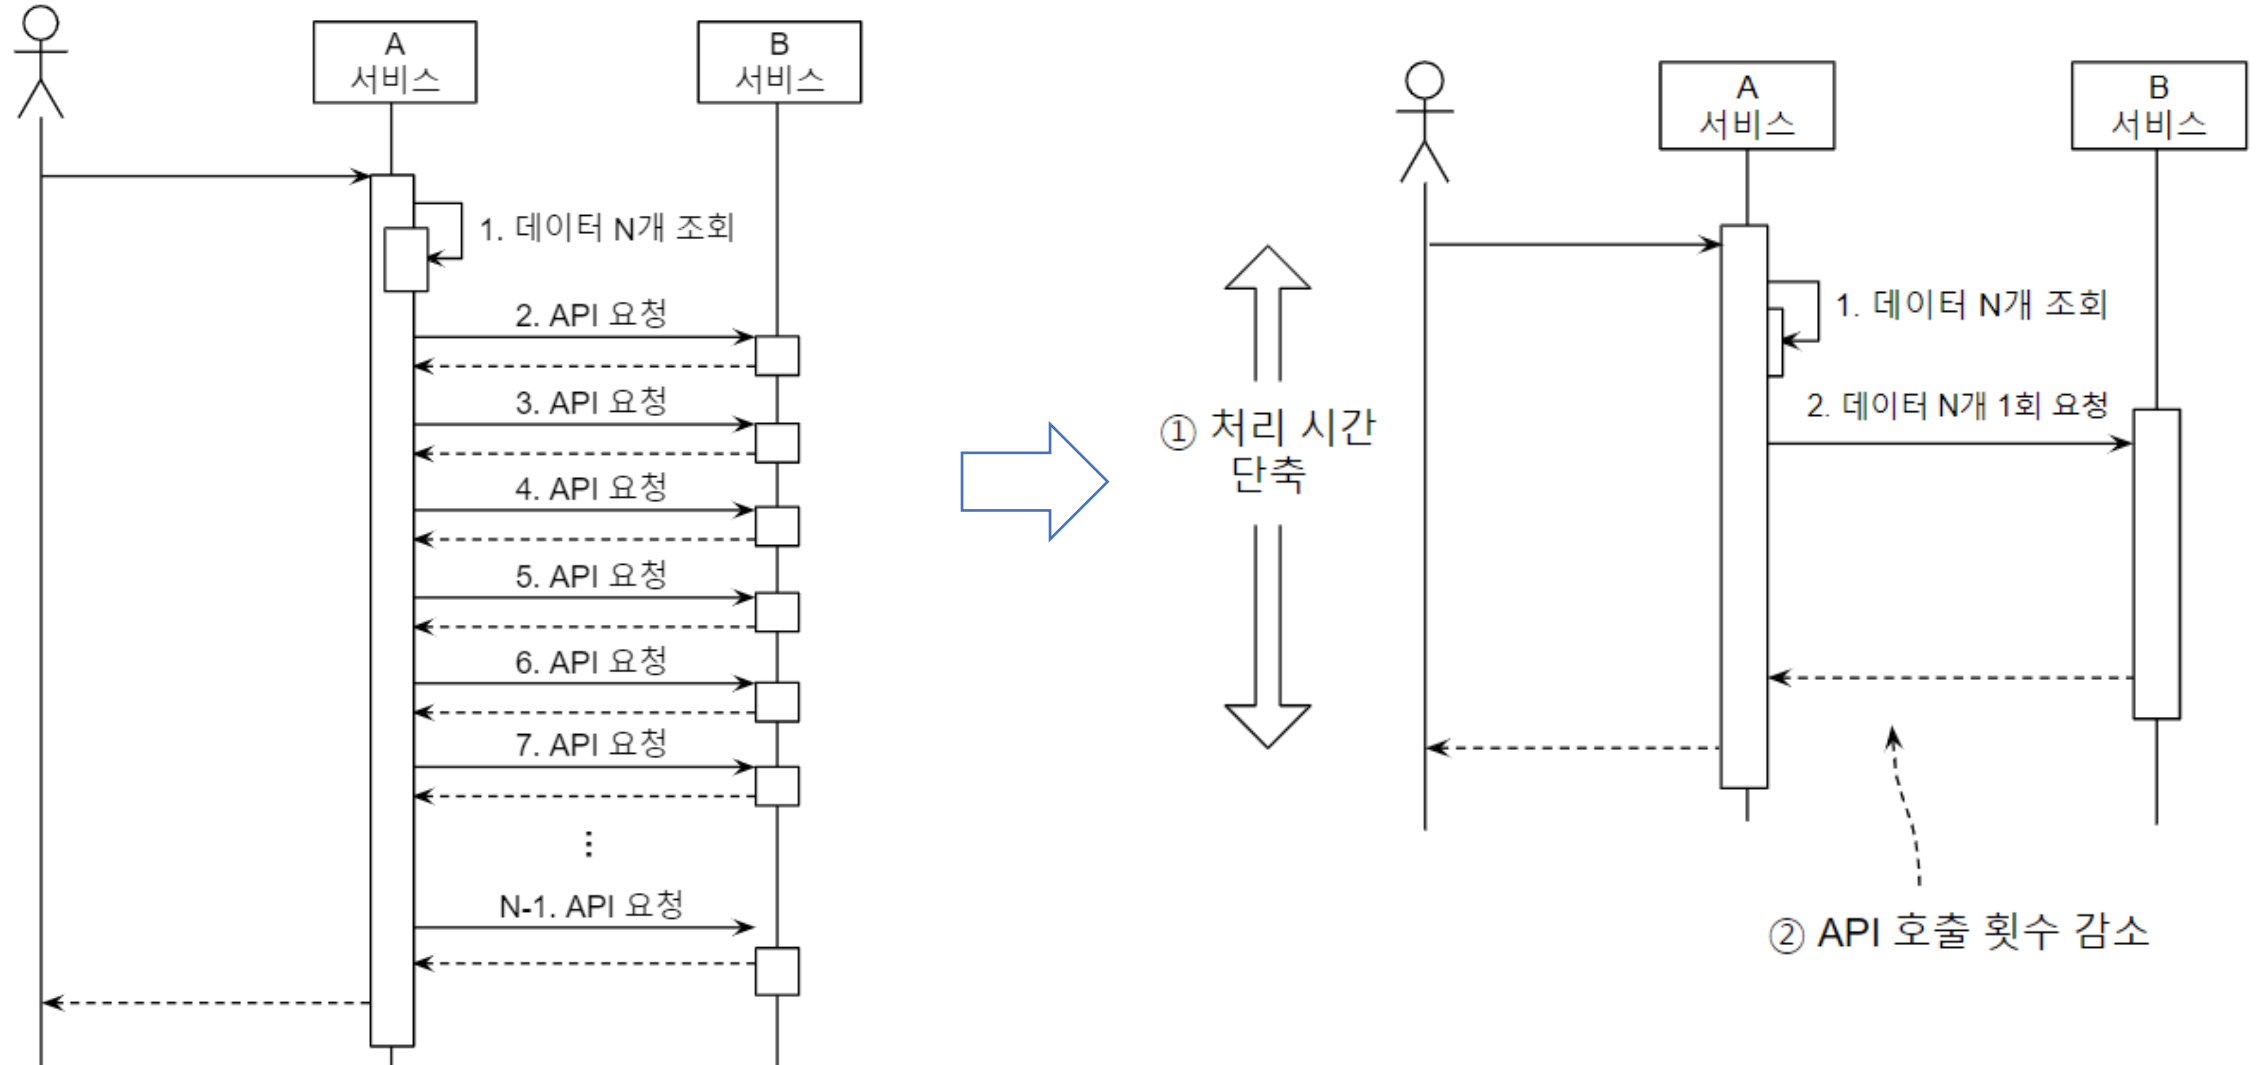 A
서비스
B
서비스
1. 데이터 N개 조회
2. API 요청
3. API 요청
4. API 요청
5. API 요청
6. API 요청
7. API 요청
...
N-1. API 요청
① 처리 시간
단축
A
서비스
B
서비스
1. 데이터 N개 조회
2. 데이터 N개 1회 요청
② API 호출 횟수 감소